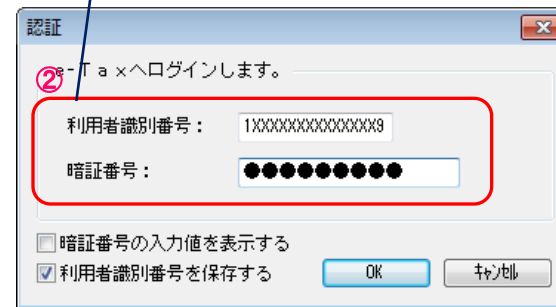 認証
②
e-Taxへログインします。
利用者識別番号：
1XXXXXXXXXXXXXX9
暗証番号：
●●●●●●●●●
暗証番号の入力値を表示する
利用者識別番号を保存する
OK
キャンセル